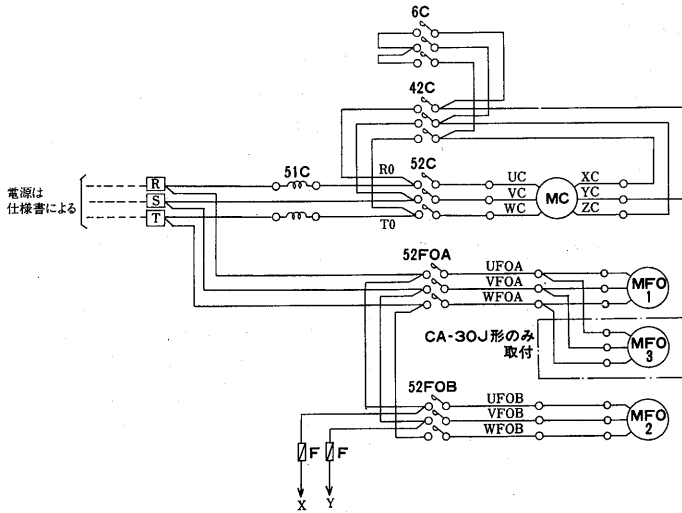 6C
42C
51C
R0
52C
UC
XC
R
電源は
仕様書による
S
VC
MC
YC
T
T0
WC
ZC
52FOA
UFOA
VFOA
WFOA
MFO
1
CA-30J形のみ
取付
MFO
3
52FOB
UFOB
VFOB
WFOB
MFO
2
F
F
X
Y